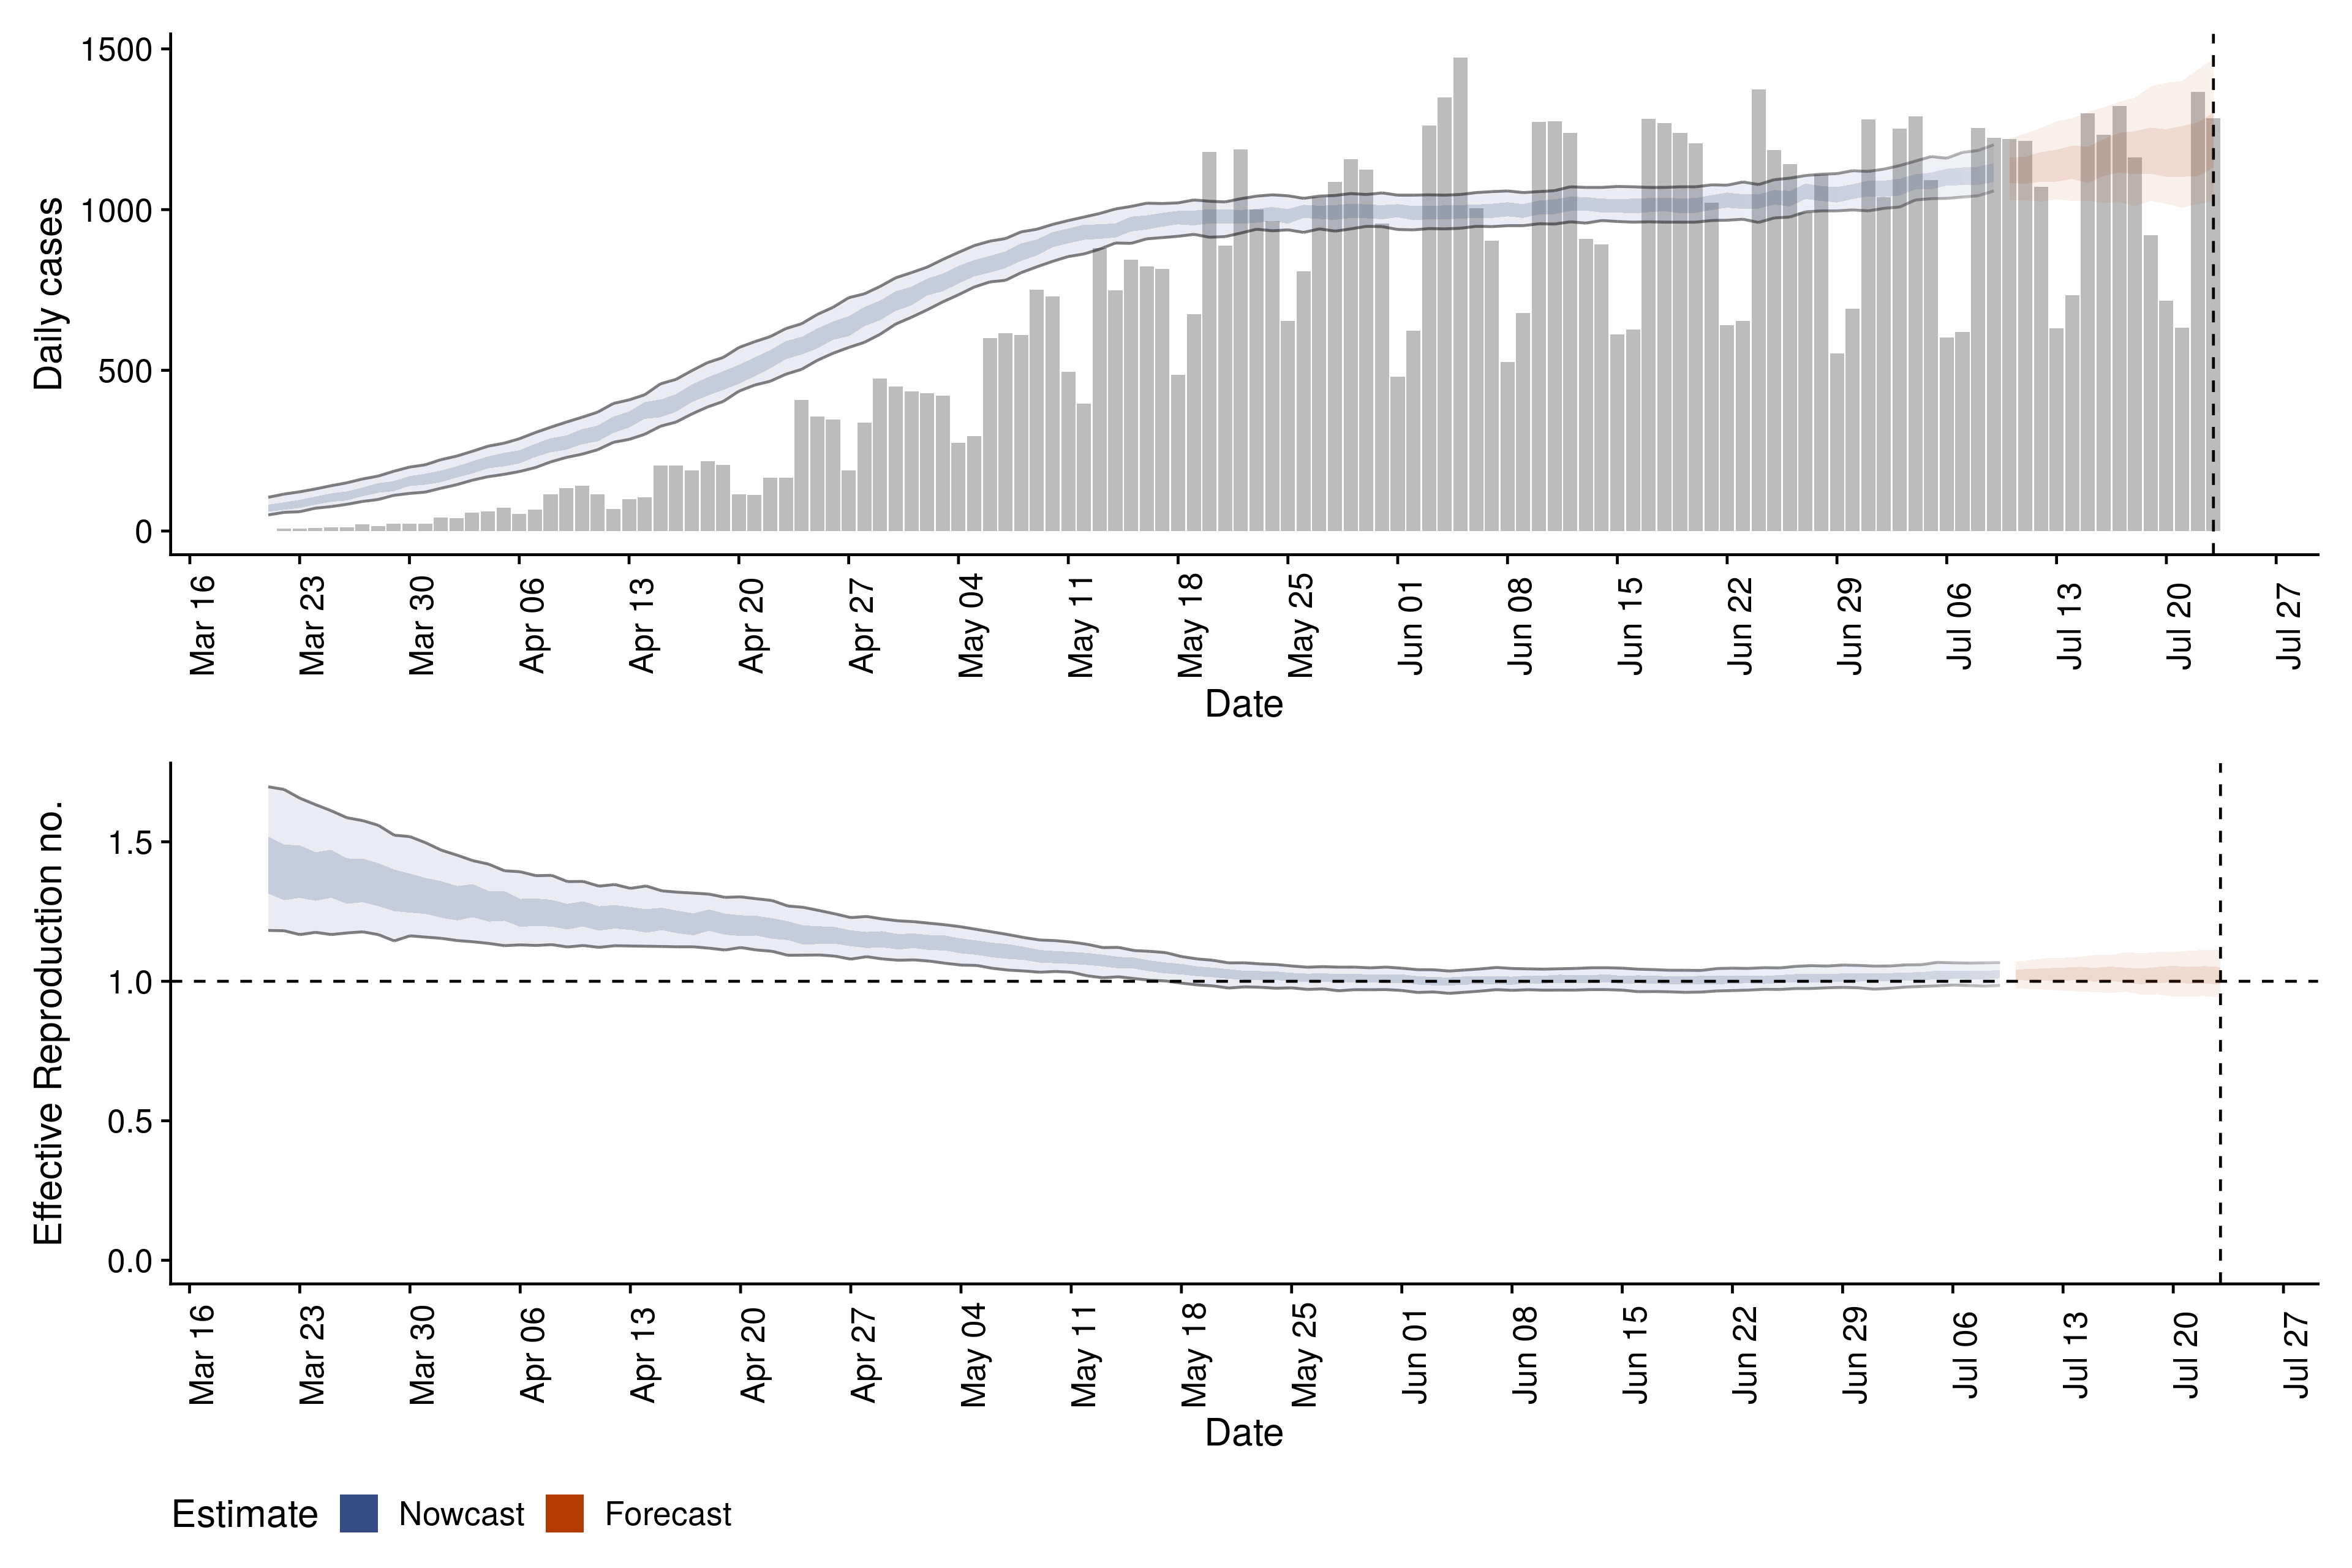 Daily cases
1500
1000
500
0
Mar 16
Mar 23
Mar 30
Apr 06
Apr 13
Apr 20
Apr 27
May 04
May 11
May 18
May 25
Jun 01
Jun 08
Jun 15
Jun 22
Jun 29
Jul 06
Jul 13
Jul 20
Jul 27
Date
Effective Reproduction no.
1.5
1.0
0.5
0.0
Mar 16
Mar 23
Mar 30
Apr 06
Apr 13
Apr 20
Apr 27
May 04
May 11
May 18
May 25
Jun 01
Jun 08
Jun 15
Jun 22
Jun 29
Jul 06
Jul 13
Jul 20
Jul 27
Date
Estimate Nowcast Forecast